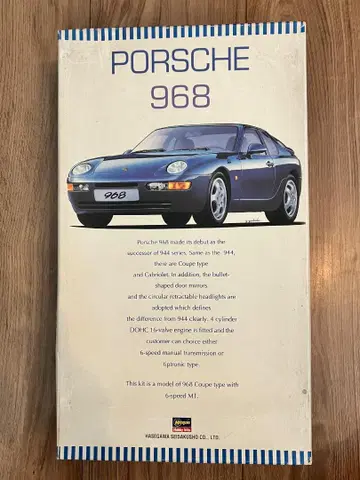 PORSCHE
968
968
Porsche 968 made its debut as the
successor of 944 series. Same as the 944,
there are Coupe type
and Cabriolet. In addition, the bullet-
shaped door mirrors
and the circular retractable headlights are
adopted which defines
the difference from 944 clearly. 4 cylinder
DOHC 16-valve engine is fitted and the
customer can choice either
6-speed manual transmission or
tiptronic type.
This kit is a model of 968 Coupe type with
6-speed MT.
Hasegawa
Hobby kits
HASEGAWA SEISAKUSHO CO., LTD.